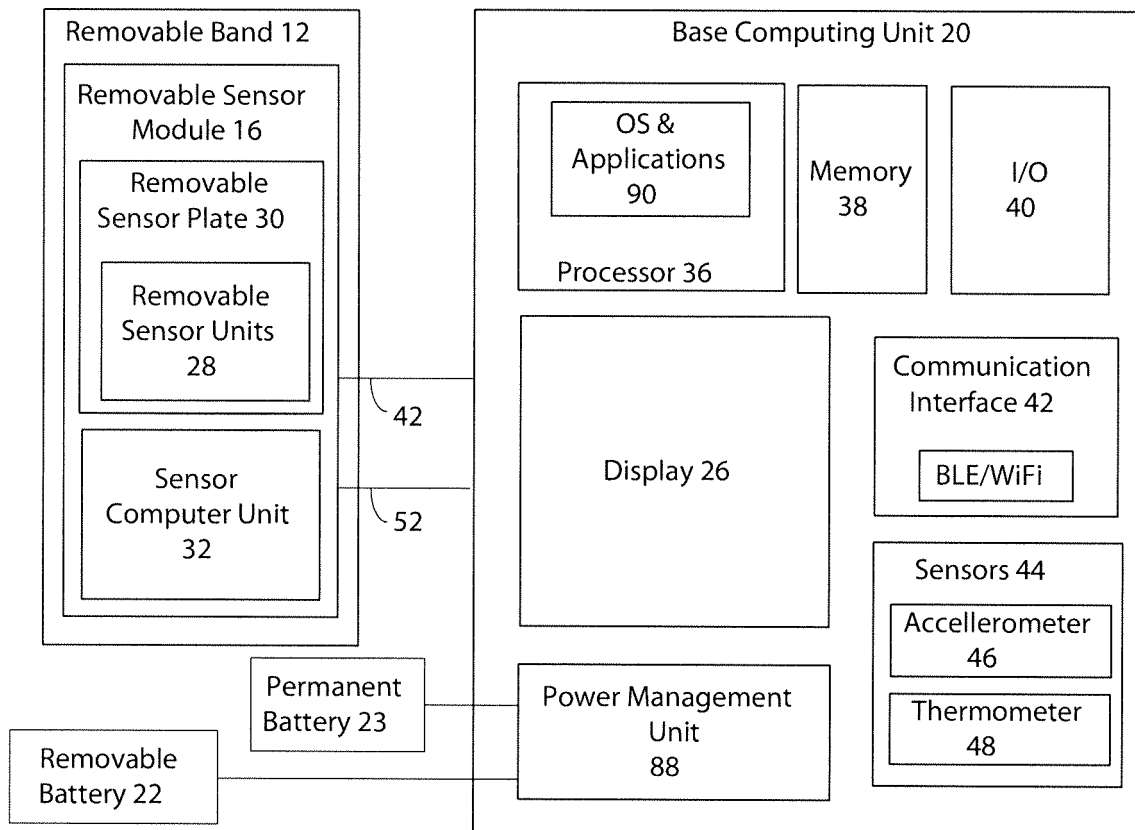 Removable Band 12
Removable Sensor
Module 16
Removable
Sensor Plate 30
Removable
Sensor Units
28
Sensor
Computer Unit
32
42
52
Permanent
Battery 23
Removable
Battery 22
Base Computing Unit 20
OS &
Applications
90
Processor 36
Memory
38
I/O
40
Display 26
Communication
Interface 42
BLE/WiFi
Sensors 44
Accellerometer
46
Thermometer
48
Power Management
Unit
88